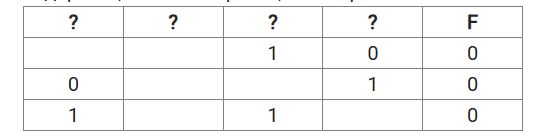 ? ? ? ? F
1 0 0
0 1 0
1 1 0